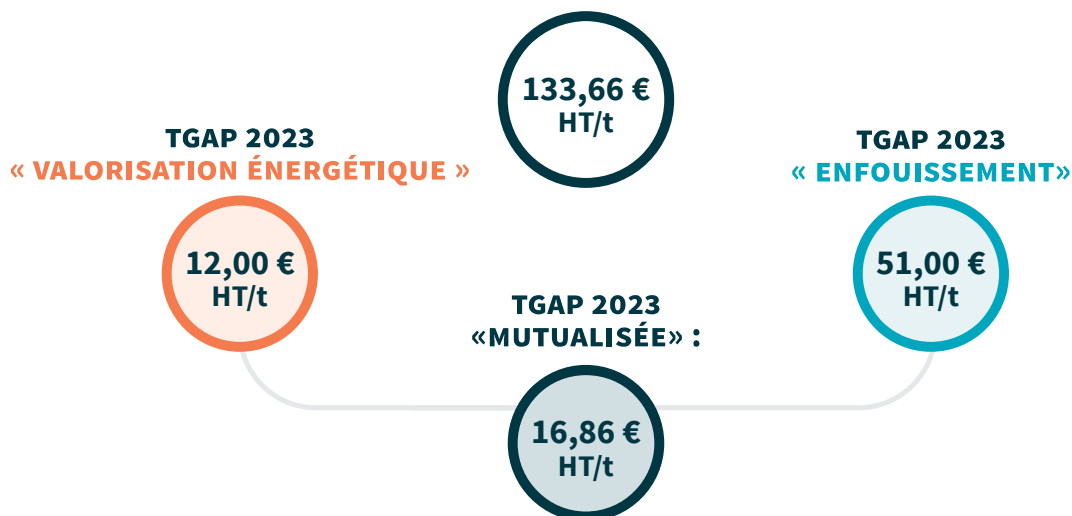 133,66 €
HT/t
TGAP 2023
« VALORISATION ÉNERGÉTIQUE »
12,00 €
HT/t
TGAP 2023
« ENFOUISSEMENT»
51,00 €
HT/t
TGAP 2023
«MUTUALISÉE» :
16,86 €
HT/t